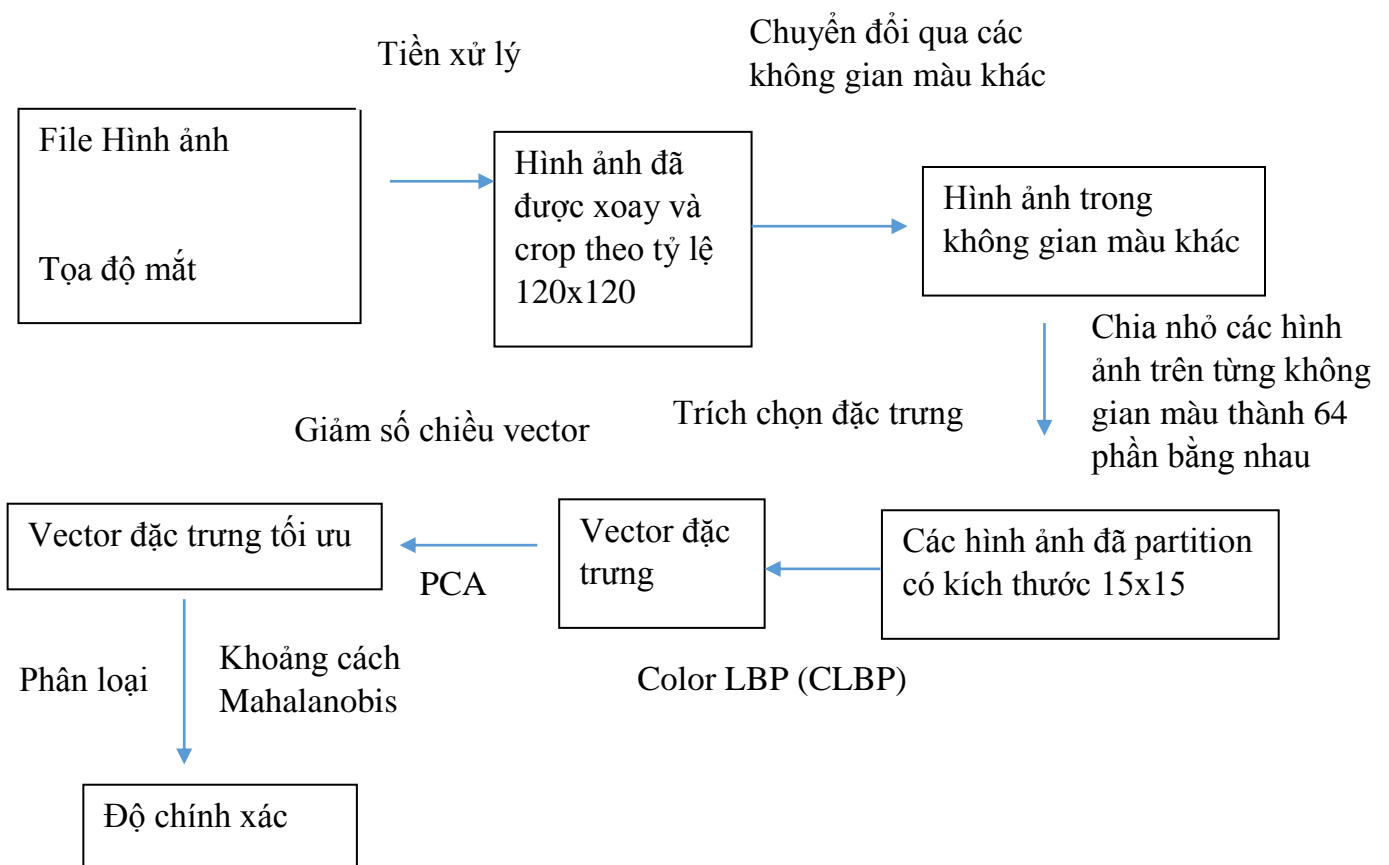 Tiền xử lý
Chuyển đổi qua các
không gian màu khác
File Hình ảnh
Tọa độ mắt
Hình ảnh đã
được xoay và
crop theo tỷ lệ
120x120
Hình ảnh trong
không gian màu khác
Chia nhỏ các hình
ảnh trên từng không
gian màu thành 64
phần bằng nhau
Trích chọn đặc trưng
Giảm số chiều vector
Các hình ảnh đã partition
có kích thước 15x15
Color LBP (CLBP)
Vector đặc
trưng
PCA
Vector đặc trưng tối ưu
Phân loại
Khoảng cách
Mahalanobis
Độ chính xác